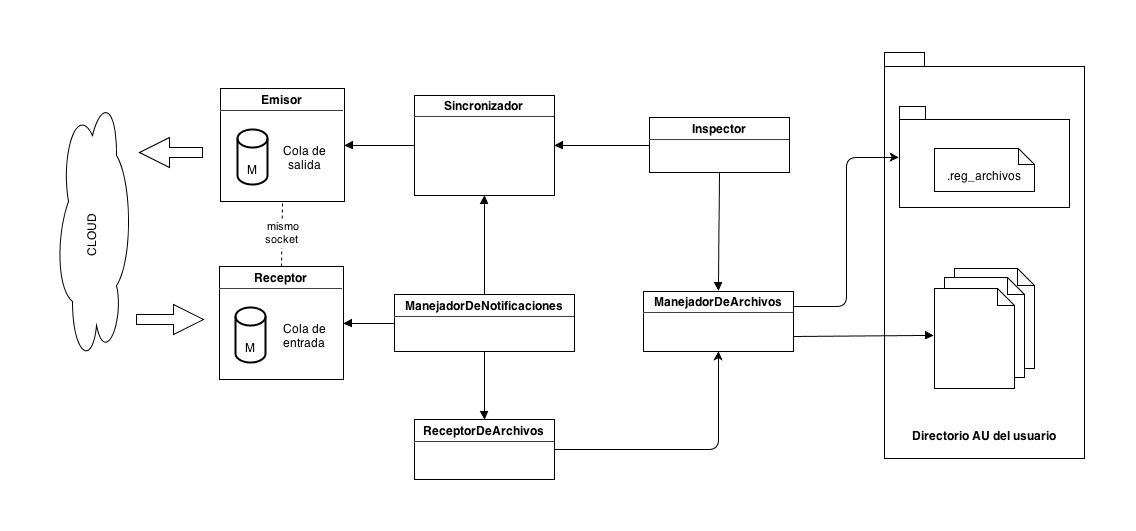 CLOUD
Emisor
M
Cola de
salida
mismo
socket
Receptor
M
Cola de
entrada
Sincronizador
ManejadorDeNotificaciones
ReceptorDeArchivos
Inspector
ManejadorDeArchivos
.reg_archivos
Directorio AU del usuario